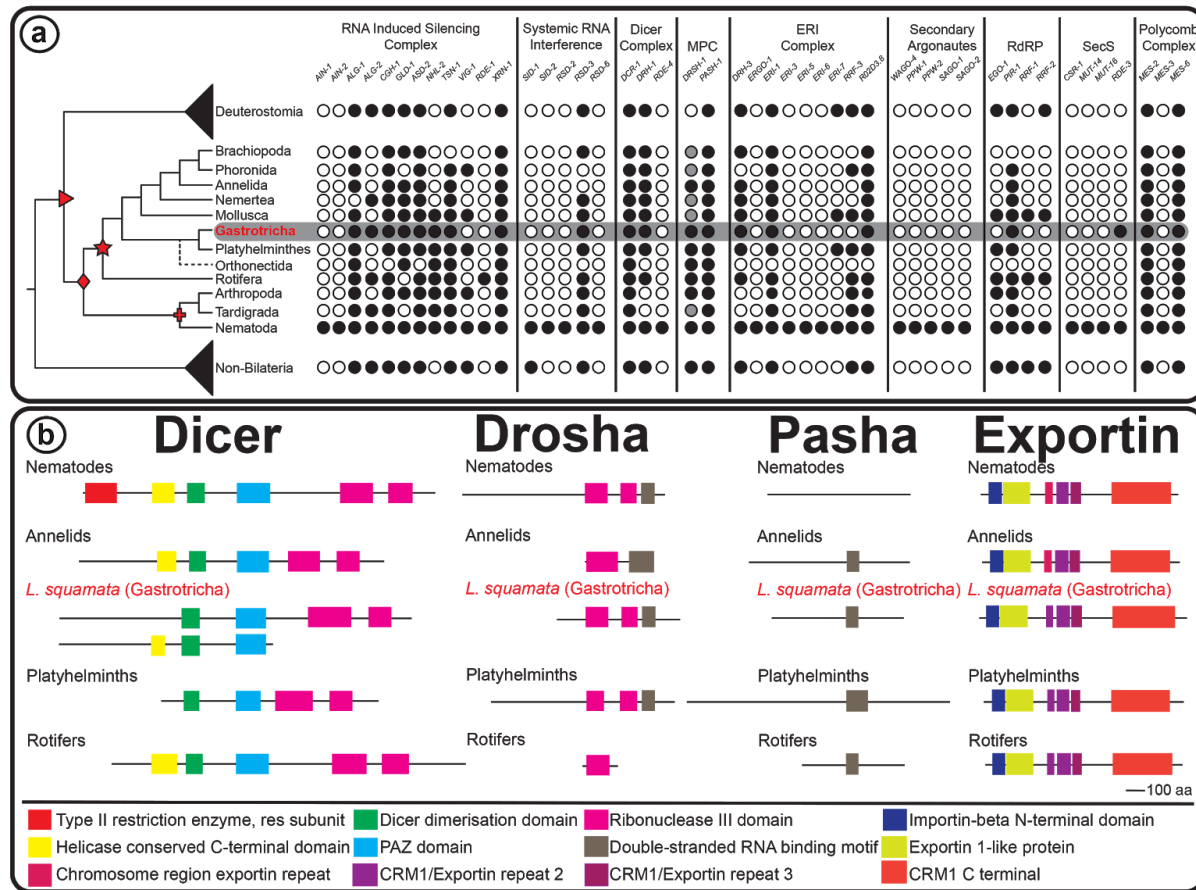 a
RNA Induced Silencing Complex
Systemic RNA Interference
Dicer Complex
MPC
ERI Complex
Secondary Argonautes
RdRP
SecS
Polycomb Complex
AIN-1 AIN-2 ALG-1 ALG-2 CGH-1 GLD-1 ASD-2 NHL-2 TSN-1 VIG-1 RDE-1 XRN-1
SID-1 SID-2 RSD-2 RSD-3 RSD-6
DCR-1 DRH-1 RDE-4
DRSH-1 PASH-1
DRH-3 ERGO-1 ERI-1 ERI-3 ERI-5 ERI-6 ERI-7 RRF-3 R02D3.8
WAGO-4 PPW-1 PPW-2 SAGO-1 SAGO-2
EGO-1 PIR-1 RRF-1 RRF-2
CSR-1 MUT-14 MUT-16 RDE-3
MES-2 MES-3 MES-6
Deuterostomia
Brachiopoda
Phoronida
Annelida
Nemertea
Mollusca
Gastrotricha
Platyhelminthes
Orthonectida
Rotifera
Arthropoda
Tardigrada
Nematoda
Non-Bilateria
b
Dicer Drosha Pasha Exportin
Nematodes Nematodes Nematodes Nematodes
Annelids Annelids Annelids Annelids
L. squamata (Gastrotricha) L. squamata (Gastrotricha) L. squamata (Gastrotricha) L. squamata (Gastrotricha)
Platyhelminths Platyhelminths Platyhelminths Platyhelminths
Rotifers Rotifers Rotifers Rotifers
100 aa
Type II restriction enzyme, res subunit Dicer dimerisation domain Ribonuclease III domain Importin-beta N-terminal domain
Helicase conserved C-terminal domain PAZ domain Double-stranded RNA binding motif Exportin 1-like protein
Chromosome region exportin repeat CRM1/Exportin repeat 2 CRM1/Exportin repeat 3 CRM1 C terminal